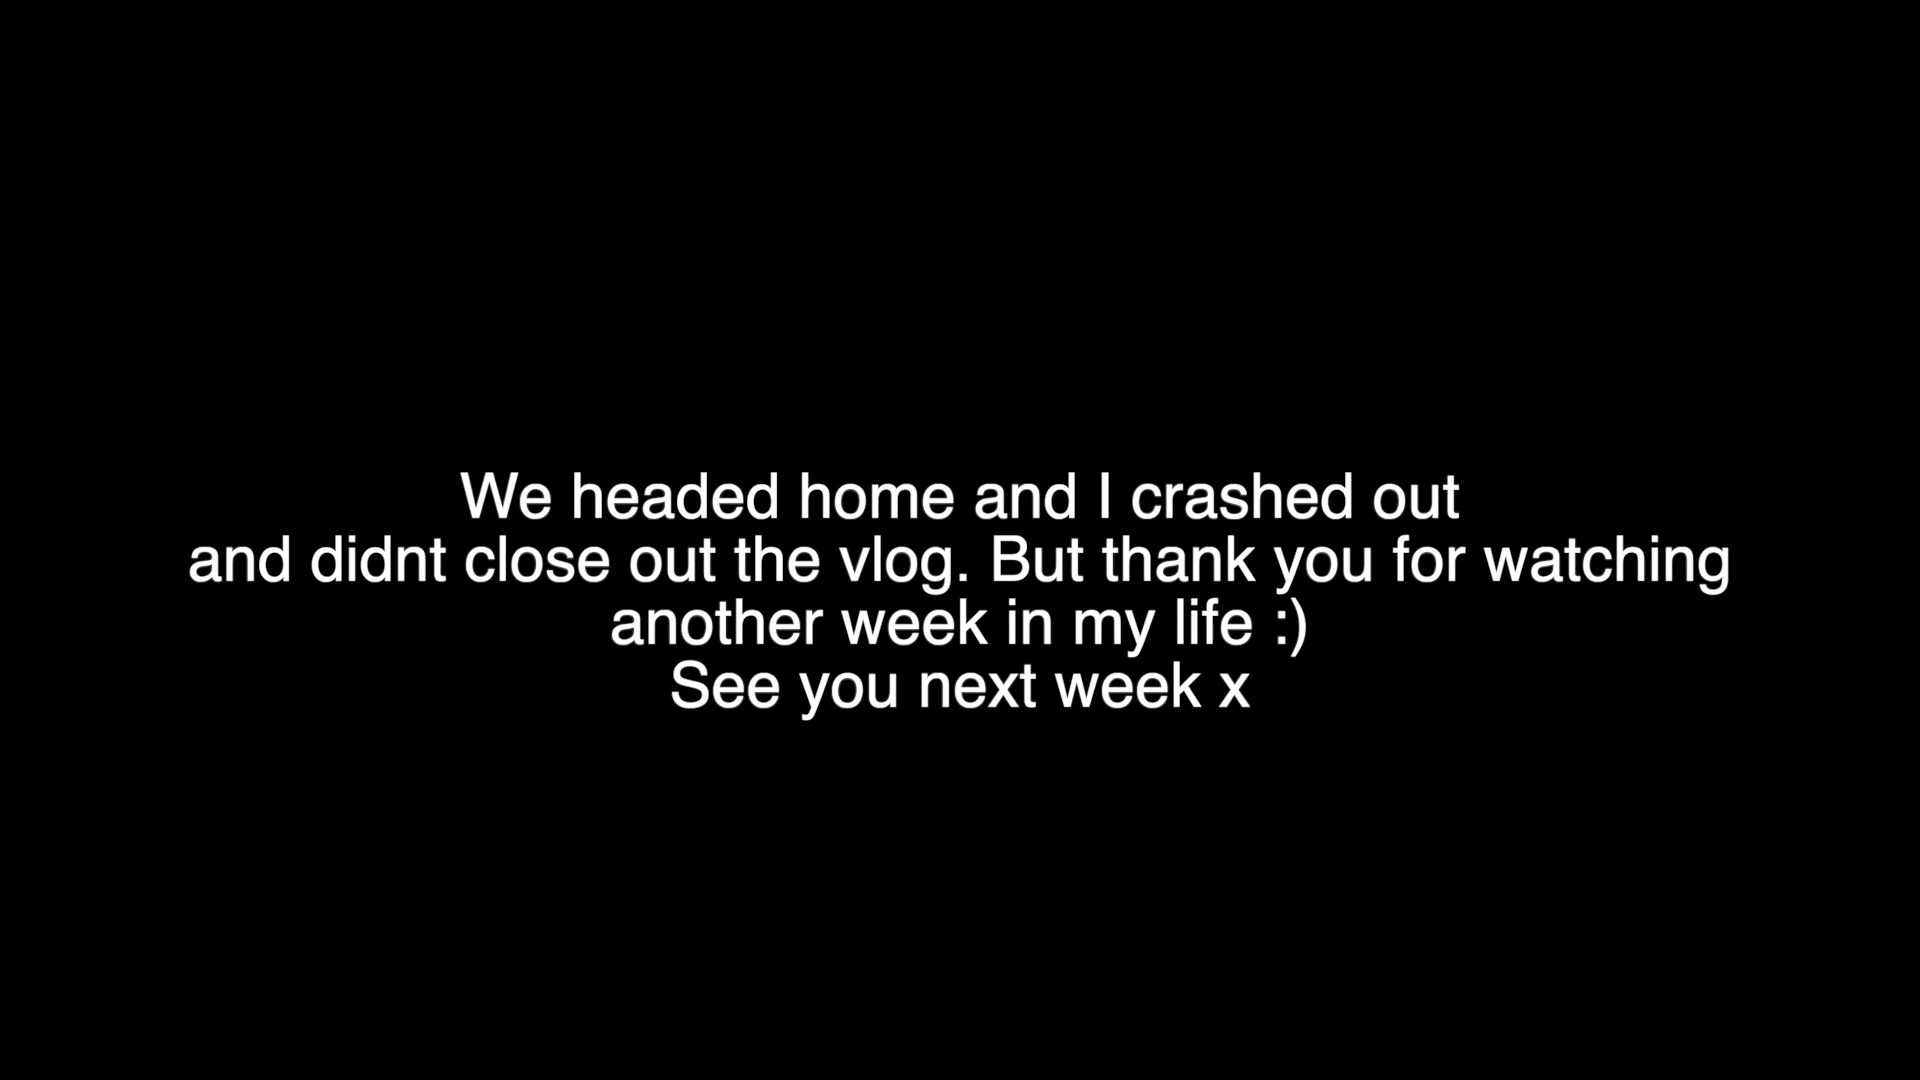 We headed home and I crashed out
and didnt close out the vlog. But thank you for watching
another week in my life :)
See you next week x